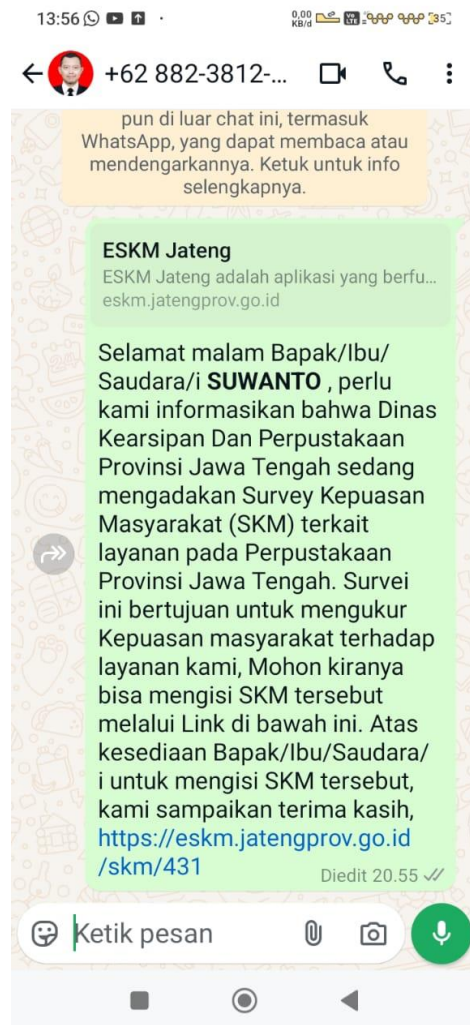 13:56
0,00
KB/d
Vo
LTE
35
+62 882-3812-...
pun di luar chat ini, termasuk
WhatsApp, yang dapat membaca atau
mendengarkannya. Ketuk untuk info
selengkapnya.
ESKM Jateng
ESKM Jateng adalah aplikasi yang berfu...
eskm.jatengprov.go.id
Selamat malam Bapak/Ibu/
Saudara/i SUWANTO , perlu
kami informasikan bahwa Dinas
Kearsipan Dan Perpustakaan
Provinsi Jawa Tengah sedang
mengadakan Survey Kepuasan
Masyarakat (SKM) terkait
layanan pada Perpustakaan
Provinsi Jawa Tengah. Survei
ini bertujuan untuk mengukur
Kepuasan masyarakat terhadap
layanan kami, Mohon kiranya
bisa mengisi SKM tersebut
melalui Link di bawah ini. Atas
kesediaan Bapak/Ibu/Saudara/
i untuk mengisi SKM tersebut,
kami sampaikan terima kasih,
https://eskm.jatengprov.go.id
/skm/431
Diedit 20.55
Ketik pesan